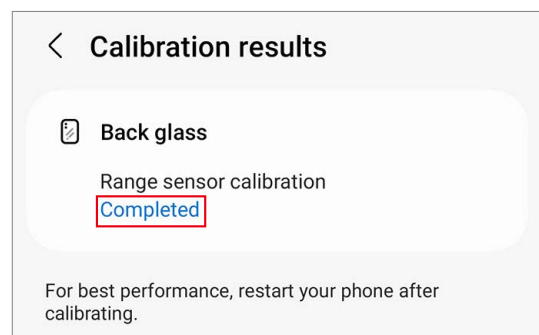 Calibration results
Back glass
Range sensor calibration
Completed
For best performance, restart your phone after
calibrating.